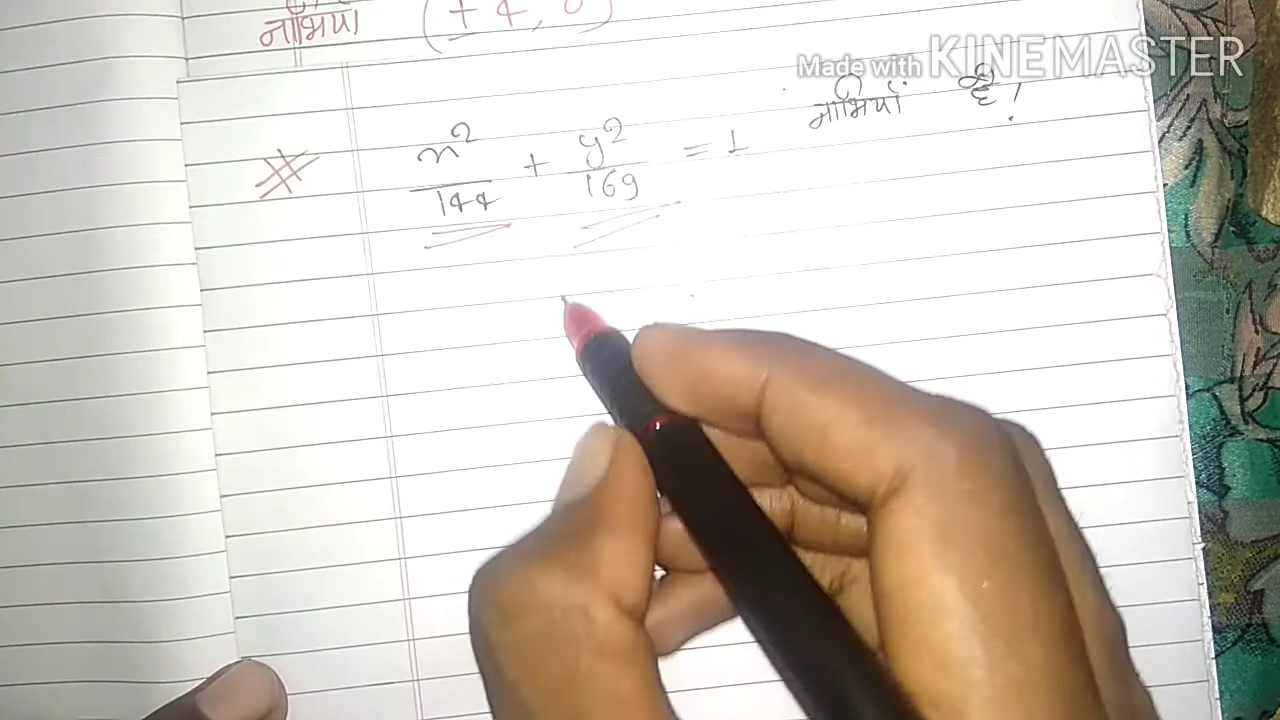 नाभियाँ (± 4, 0)
Made with KINEMASTER
x²/144 + y²/169 = 1 नाभियाँ है।